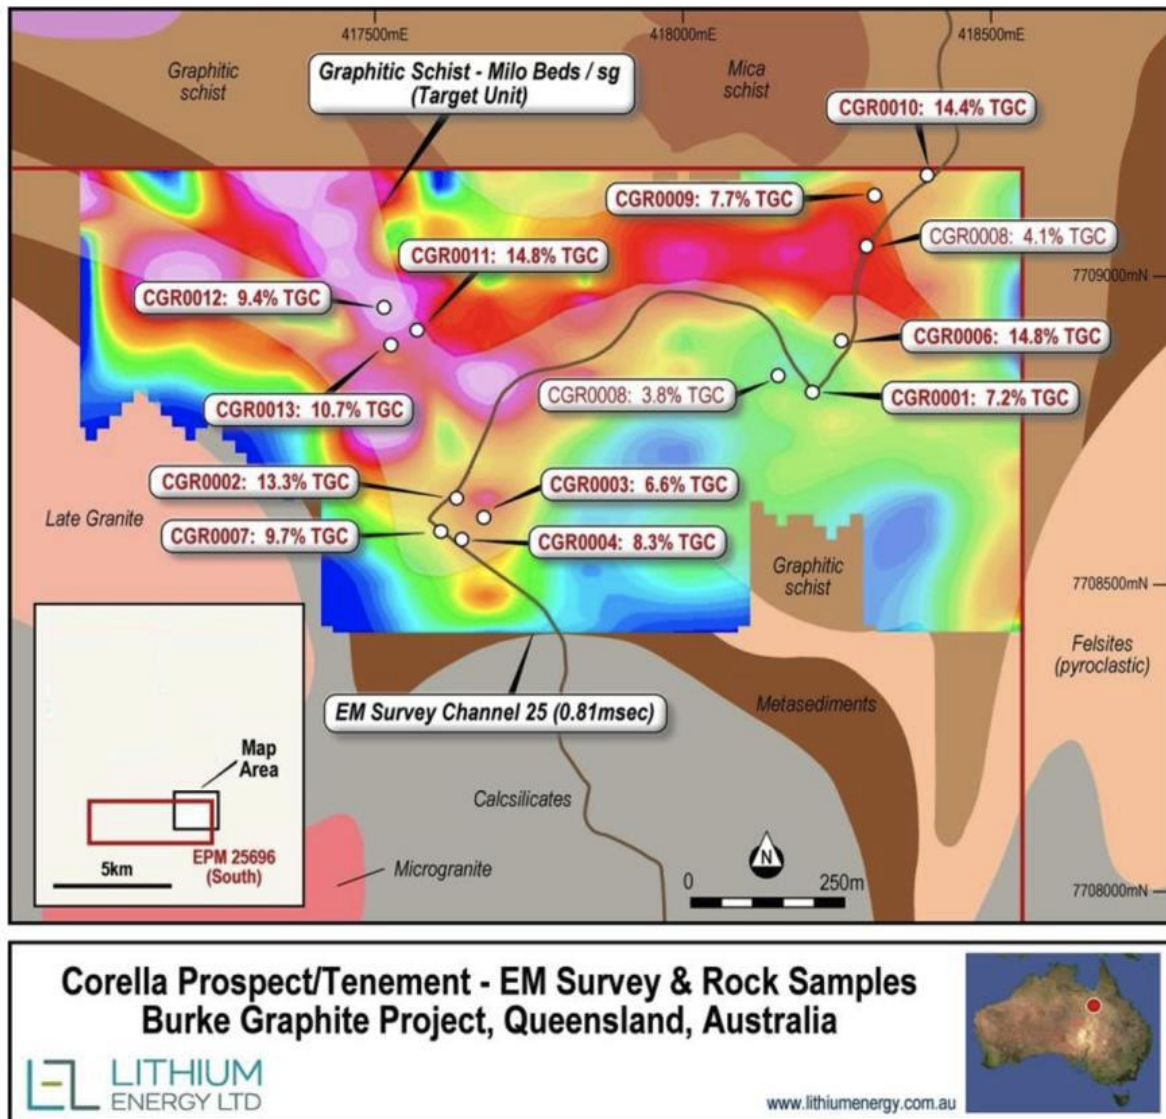 417500mE
418000mE
418500mE
Graphitic
schist
Graphitic Schist - Milo Beds / sg
(Target Unit)
Mica
schist
CGR0010: 14.4% TGC
CGR0009: 7.7% TGC
CGR0008: 4.1% TGC
CGR0011: 14.8% TGC
7709000mN
CGR0012: 9.4% TGC
CGR0006: 14.8% TGC
CGR0013: 10.7% TGC
CGR0008: 3.8% TGC
CGR0001: 7.2% TGC
CGR0002: 13.3% TGC
CGR0003: 6.6% TGC
Late Granite
CGR0007: 9.7% TGC
CGR0004: 8.3% TGC
Graphitic
schist
7708500mN
Felsites
(pyroclastic)
Metasediments
EM Survey Channel 25 (0.81msec)
Map
Area
5km
EPM 25696
(South)
Calcsilicates
Microgranite
N
0
250m
7708000mN
Corella Prospect/Tenement - EM Survey & Rock Samples
Burke Graphite Project, Queensland, Australia
LITHIUM
ENERGY LTD
www.lithiumenergy.com.au